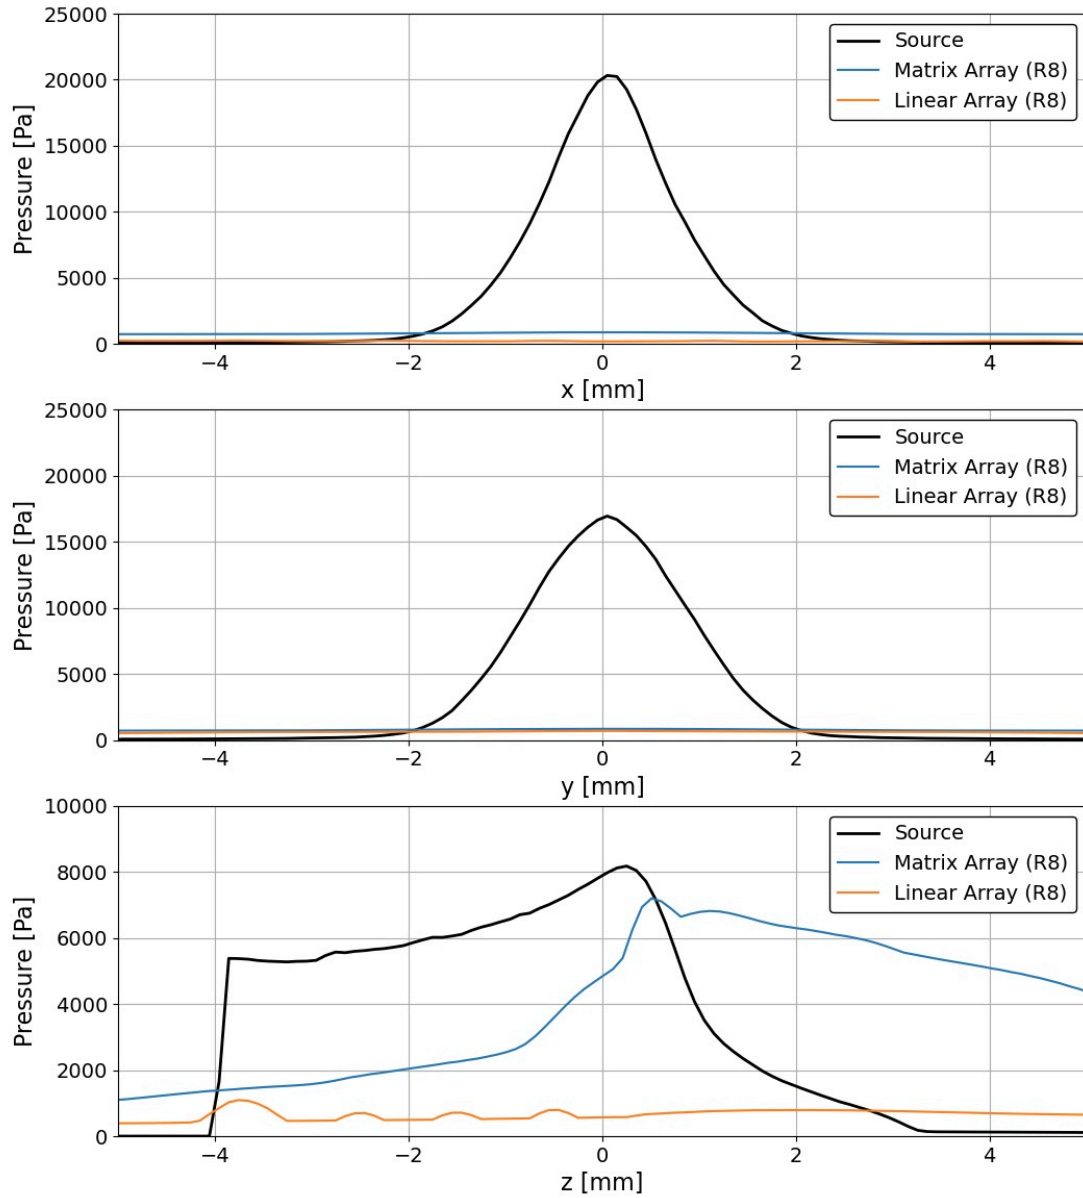 25000
20000
15000
10000
5000
0
Pressure [Pa]
Source
Matrix Array (R8)
Linear Array (R8)
−4 −2 0 2 4
x [mm]
25000
20000
15000
10000
5000
0
Pressure [Pa]
Source
Matrix Array (R8)
Linear Array (R8)
−4 −2 0 2 4
y [mm]
10000
8000
6000
4000
2000
0
Pressure [Pa]
Source
Matrix Array (R8)
Linear Array (R8)
−4 −2 0 2 4
z [mm]